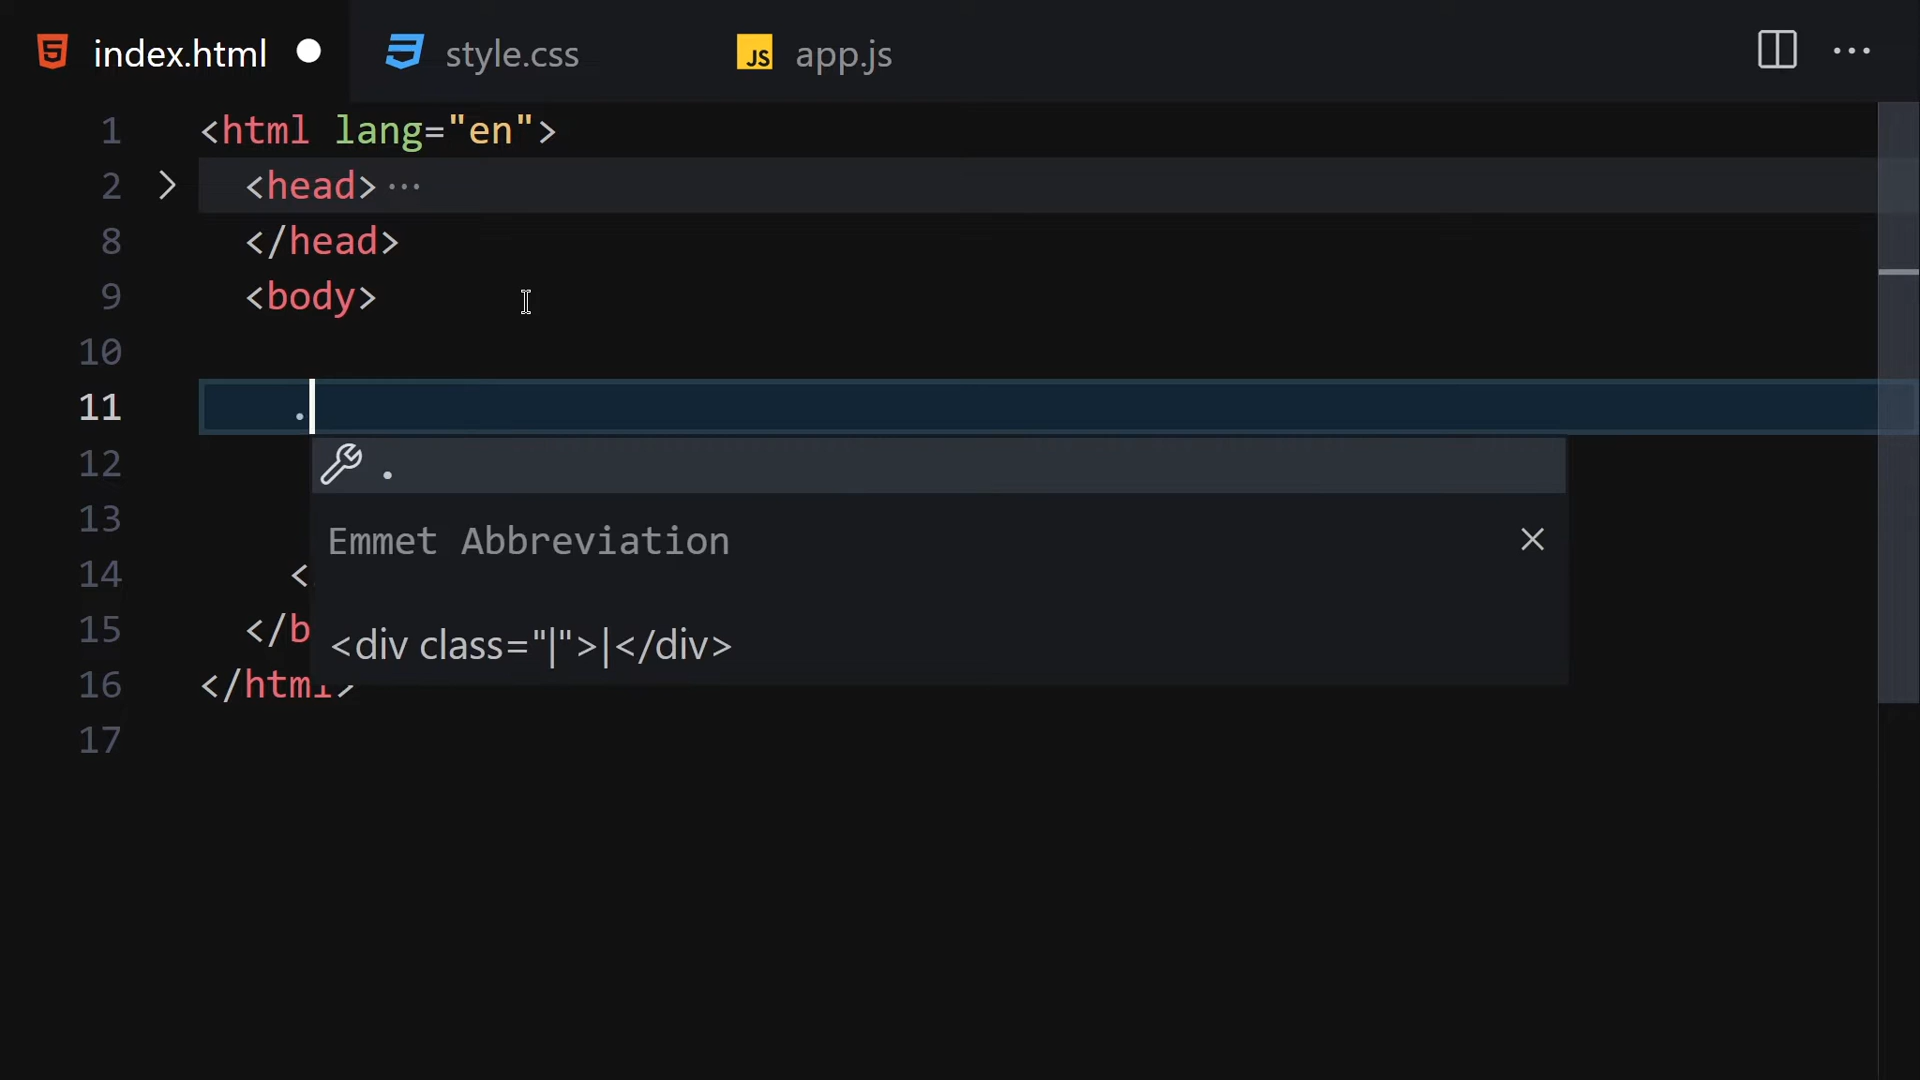 index.html style.css JS app.js
1 <html lang="en">
2 <head> ...
8 </head>
9 <body>
10
11 .
12 .
13 Emmet Abbreviation
14 <
15 </b <div class="|">|</div>
16 </html>
17